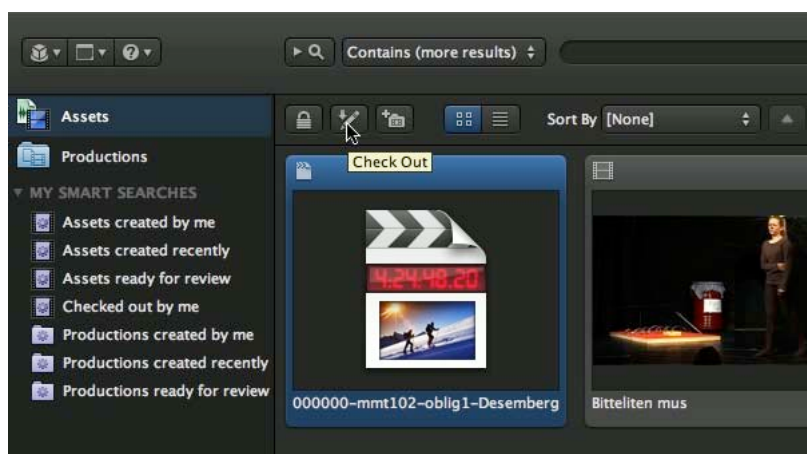 Contains (more results)
Assets
Sort By [None]
Productions
Check Out
MY SMART SEARCHES
Assets created by me
Assets created recently
Assets ready for review
Checked out by me
Productions created by me
Productions created recently
Productions ready for review
4:24:48.20
000000-mmt102-oblig1-Desemberg
Bitteliten mus